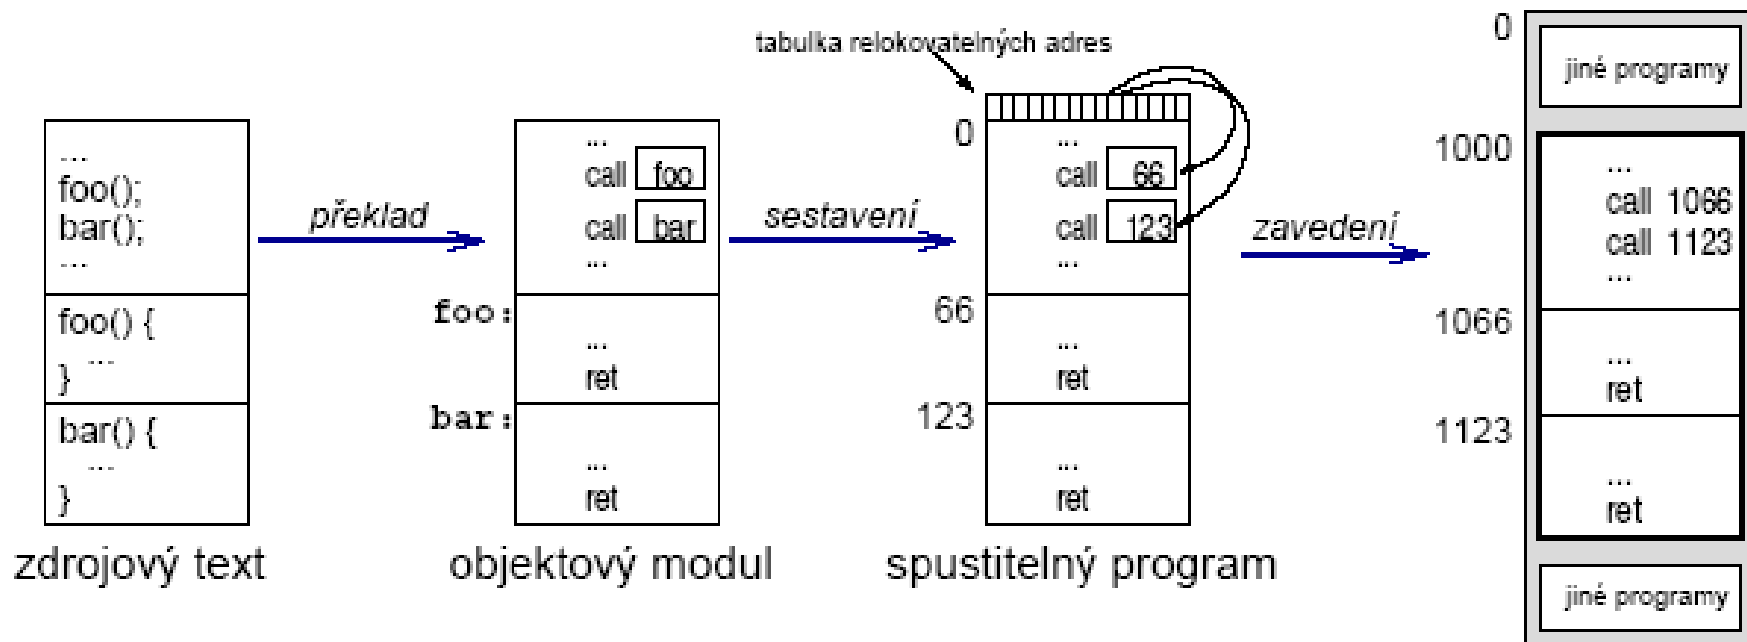 tabulka relokovatelných adres
...
foo();
bar();
...
foo() {
...
}
bar() {
...
}
zdrojový text
překlad
...
call foo
call bar
...
foo:
...
ret
bar:
...
ret
objektový modul
sestavení
0
...
call 66
call 123
...
66
...
ret
123
...
ret
spustitelný program
zavedení
0
jiné programy
1000
...
call 1066
call 1123
...
1066
...
ret
1123
...
ret
jiné programy